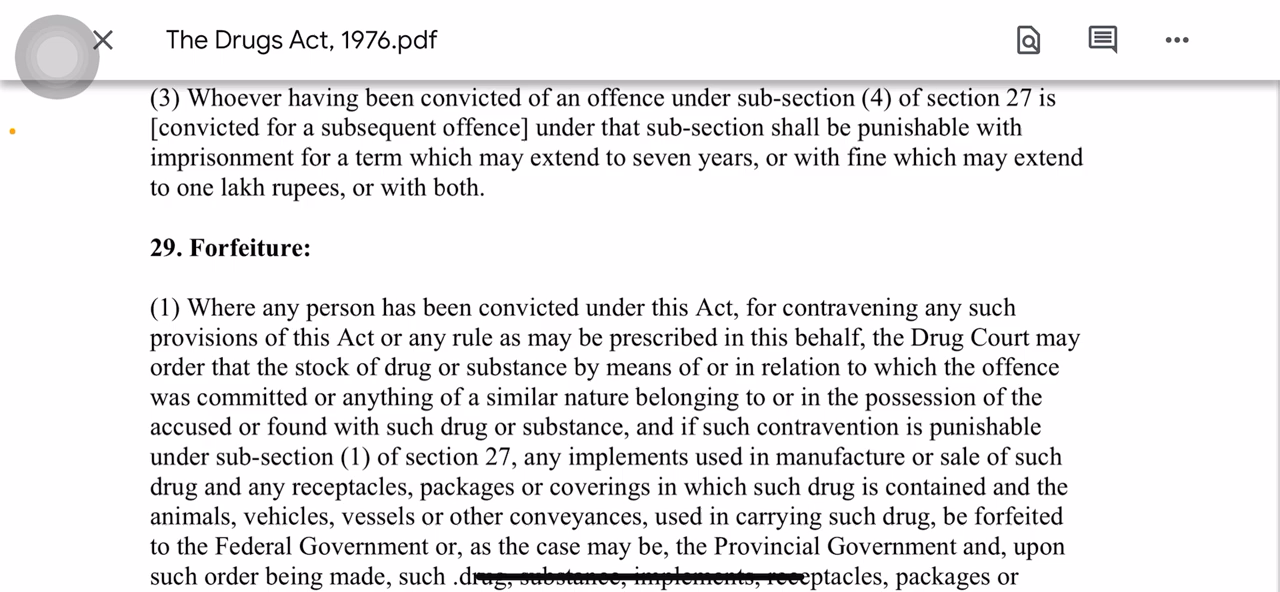 The Drugs Act, 1976.pdf
(3) Whoever having been convicted of an offence under sub-section (4) of section 27 is
[convicted for a subsequent offence] under that sub-section shall be punishable with
imprisonment for a term which may extend to seven years, or with fine which may extend
to one lakh rupees, or with both.
29. Forfeiture:
(1) Where any person has been convicted under this Act, for contravening any such
provisions of this Act or any rule as may be prescribed in this behalf, the Drug Court may
order that the stock of drug or substance by means of or in relation to which the offence
was committed or anything of a similar nature belonging to or in the possession of the
accused or found with such drug or substance, and if such contravention is punishable
under sub-section (1) of section 27, any implements used in manufacture or sale of such
drug and any receptacles, packages or coverings in which such drug is contained and the
animals, vehicles, vessels or other conveyances, used in carrying such drug, be forfeited
to the Federal Government or, as the case may be, the Provincial Government and, upon
such order being made, such .drug, substance, implements, receptacles, packages or